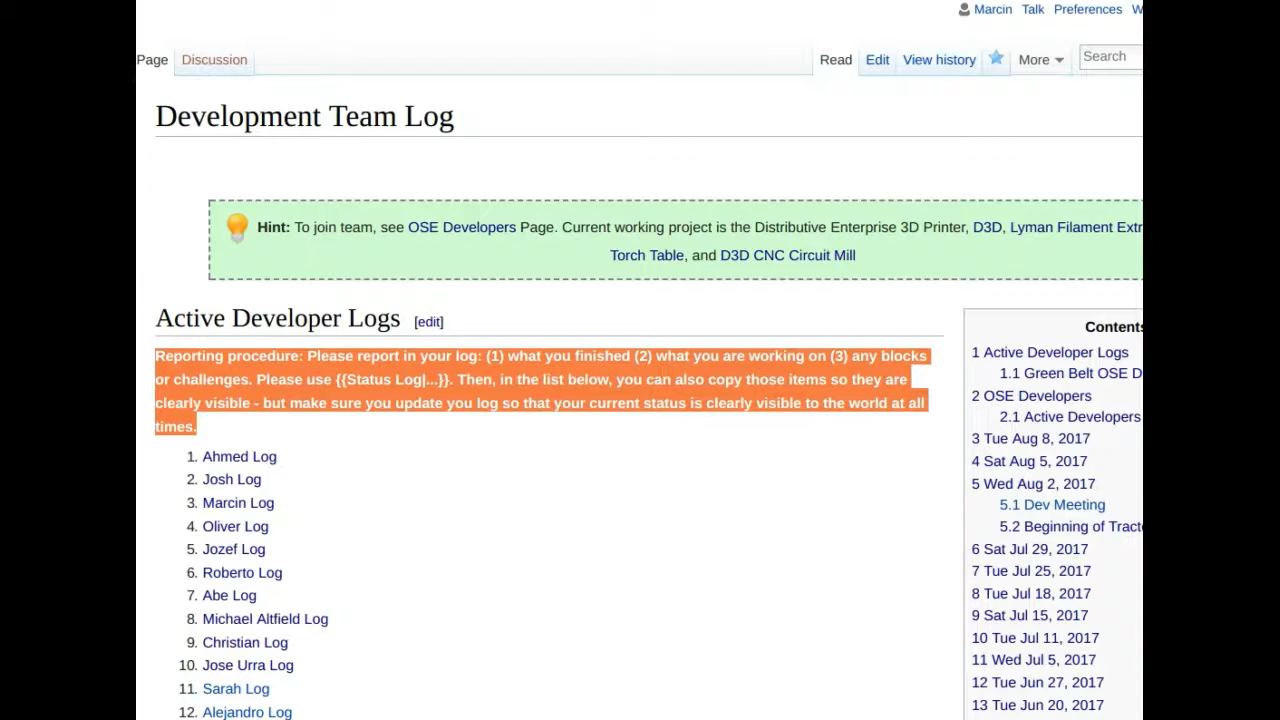 Marcin Talk Preferences W
Page Discussion Read Edit View history More Search
Development Team Log
Hint: To join team, see OSE Developers Page. Current working project is the Distributive Enterprise 3D Printer, D3D, Lyman Filament Extr
Torch Table, and D3D CNC Circuit Mill
Active Developer Logs [edit]
Reporting procedure: Please report in your log: (1) what you finished (2) what you are working on (3) any blocks
or challenges. Please use {{Status Log|...}}. Then, in the list below, you can also copy those items so they are
clearly visible - but make sure you update you log so that your current status is clearly visible to the world at all
times.
1. Ahmed Log
2. Josh Log
3. Marcin Log
4. Oliver Log
5. Jozef Log
6. Roberto Log
7. Abe Log
8. Michael Altfield Log
9. Christian Log
10. Jose Urra Log
11. Sarah Log
12. Alejandro Log
Contents
1 Active Developer Logs
1.1 Green Belt OSE D
2 OSE Developers
2.1 Active Developers
3 Tue Aug 8, 2017
4 Sat Aug 5, 2017
5 Wed Aug 2, 2017
5.1 Dev Meeting
5.2 Beginning of Tract
6 Sat Jul 29, 2017
7 Tue Jul 25, 2017
8 Tue Jul 18, 2017
9 Sat Jul 15, 2017
10 Tue Jul 11, 2017
11 Wed Jul 5, 2017
12 Tue Jun 27, 2017
13 Tue Jun 20, 2017